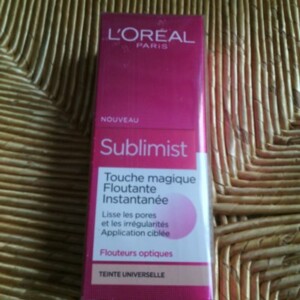 L'ORÉAL
PARIS
NOUVEAU
Sublimist
Touche magique
Floutante
Instantanée
Lisse les pores
et les irrégularités
Application ciblée
Flouteurs optiques
TEINTE UNIVERSELLE